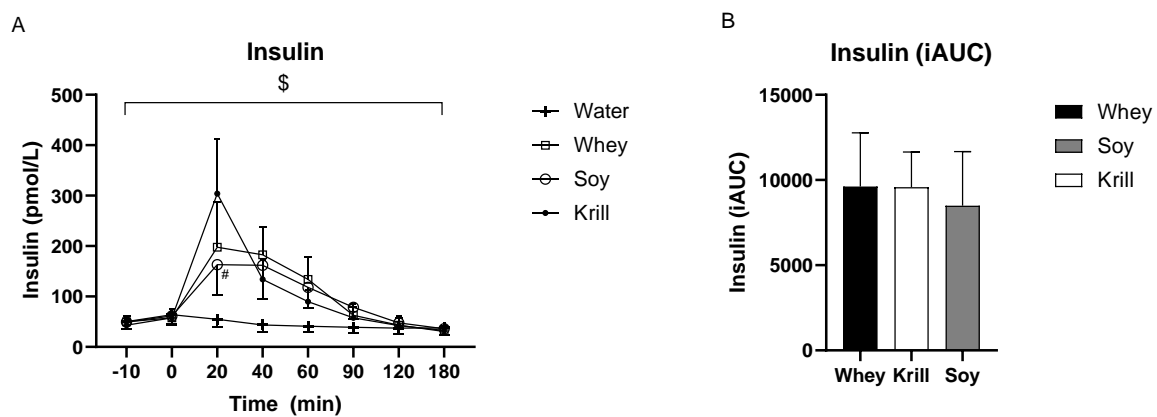 A
Insulin
$
500
400
300
200
100
0
Insulin (pmol/L)
#
-10 0 20 40 60 90 120 180
Time (min)
Water
Whey
Soy
Krill
B
Insulin (iAUC)
15000
10000
5000
0
Insulin (iAUC)
Whey Krill Soy
Whey
Soy
Krill